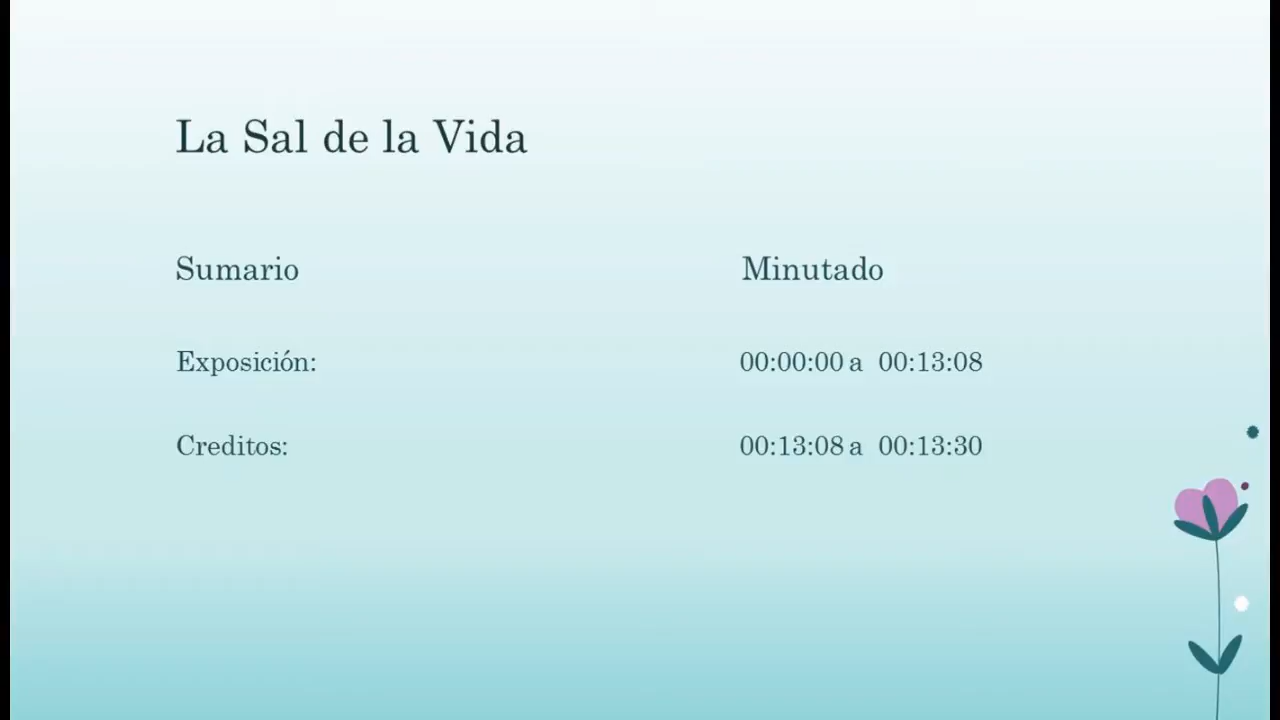 La Sal de la Vida
Sumario Minutado
Exposición: 00:00:00 a 00:13:08
Creditos: 00:13:08 a 00:13:30